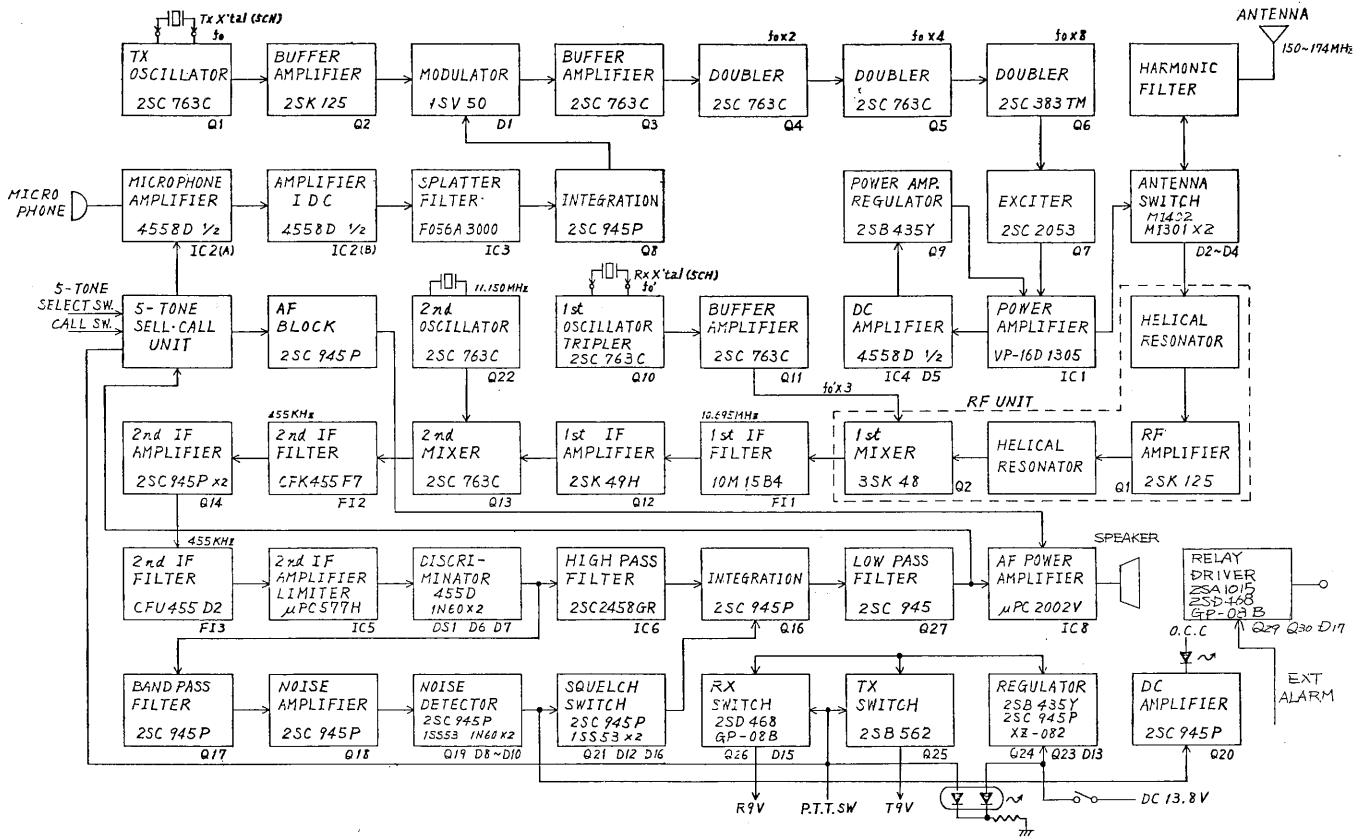 Tx X'tal (5CH)
fo
TX
OSCILLATOR
2SC 763C
Q1
BUFFER
AMPLIFIER
2SK 125
Q2
MODULATOR
1SV 50
D1
BUFFER
AMPLIFIER
2SC 763C
Q3
fo×2
DOUBLER
2SC 763C
Q4
fo×4
DOUBLER
2SC 763C
Q5
fo×8
DOUBLER
2SC 383 TM
Q6
HARMONIC
FILTER
ANTENNA
150~174MHz
MICRO
PHONE
MICROPHONE
AMPLIFIER
4558D 1/2
IC2(A)
AMPLIFIER
IDC
4558D 1/2
IC2(B)
SPLATTER
FILTER
F056A3000
IC3
INTEGRATION
2SC 945P
Q8
POWER AMP.
REGULATOR
2SB 435Y
Q9
EXCITER
2SC 2053
Q7
ANTENNA
SWITCH
MI402
MI301 ×2
D2~D4
5-TONE
SELECT SW.
CALL SW.
5-TONE
SELL-CALL
UNIT
AF
BLOCK
2SC 945P
11.150MHz
2nd
OSCILLATOR
2SC 763C
Q22
Rx X'tal (5CH)
fo'
1st
OSCILLATOR
TRIPLER
2SC 763C
Q10
BUFFER
AMPLIFIER
2SC 763C
Q11
fo'×3
DC
AMPLIFIER
4558D 1/2
IC4 D5
POWER
AMPLIFIER
VP-16D 1305
IC1
HELICAL
RESONATOR
RF UNIT
2nd IF
AMPLIFIER
2SC 945P ×2
Q14
455KHz
2nd IF
FILTER
CFK455F7
FI2
2nd
MIXER
2SC 763C
Q13
1st IF
AMPLIFIER
2SK 49H
Q12
10.695MHz
1st IF
FILTER
10M 15B4
FI1
1st
MIXER
3SK 48
Q2
HELICAL
RESONATOR
RF
AMPLIFIER
2SK 125
Q1
455KHz
2nd IF
FILTER
CFU455 D2
FI3
2nd IF
AMPLIFIER
LIMITER
μPC577H
IC5
DISCRI-
MINATOR
455D
1N60×2
DS1 D6 D7
HIGH PASS
FILTER
2SC2458GR
IC6
INTEGRATION
2SC 945P
Q16
LOW PASS
FILTER
2SC 945
Q27
AF POWER
AMPLIFIER
μPC 2002V
IC8
SPEAKER
RELAY
DRIVER
2SA1015
2SD468
GP-08B
Q29 Q30 D17
O.C.C
EXT
ALARM
BAND PASS
FILTER
2SC 945P
Q17
NOISE
AMPLIFIER
2SC 945P
Q18
NOISE
DETECTOR
2SC 945P
1SS53 1N60×2
Q19 D8~D10
SQUELCH
SWITCH
2SC 945P
1SS53 ×2
Q21 D12 D16
RX
SWITCH
2SD 468
GP-08B
Q26 D15
TX
SWITCH
2SB 562
Q25
REGULATOR
2SB 435Y
2SC 945P
XZ-082
Q24 Q23 D13
DC
AMPLIFIER
2SC 945P
Q20
R9V
P.T.T. SW
T9V
DC 13.8V